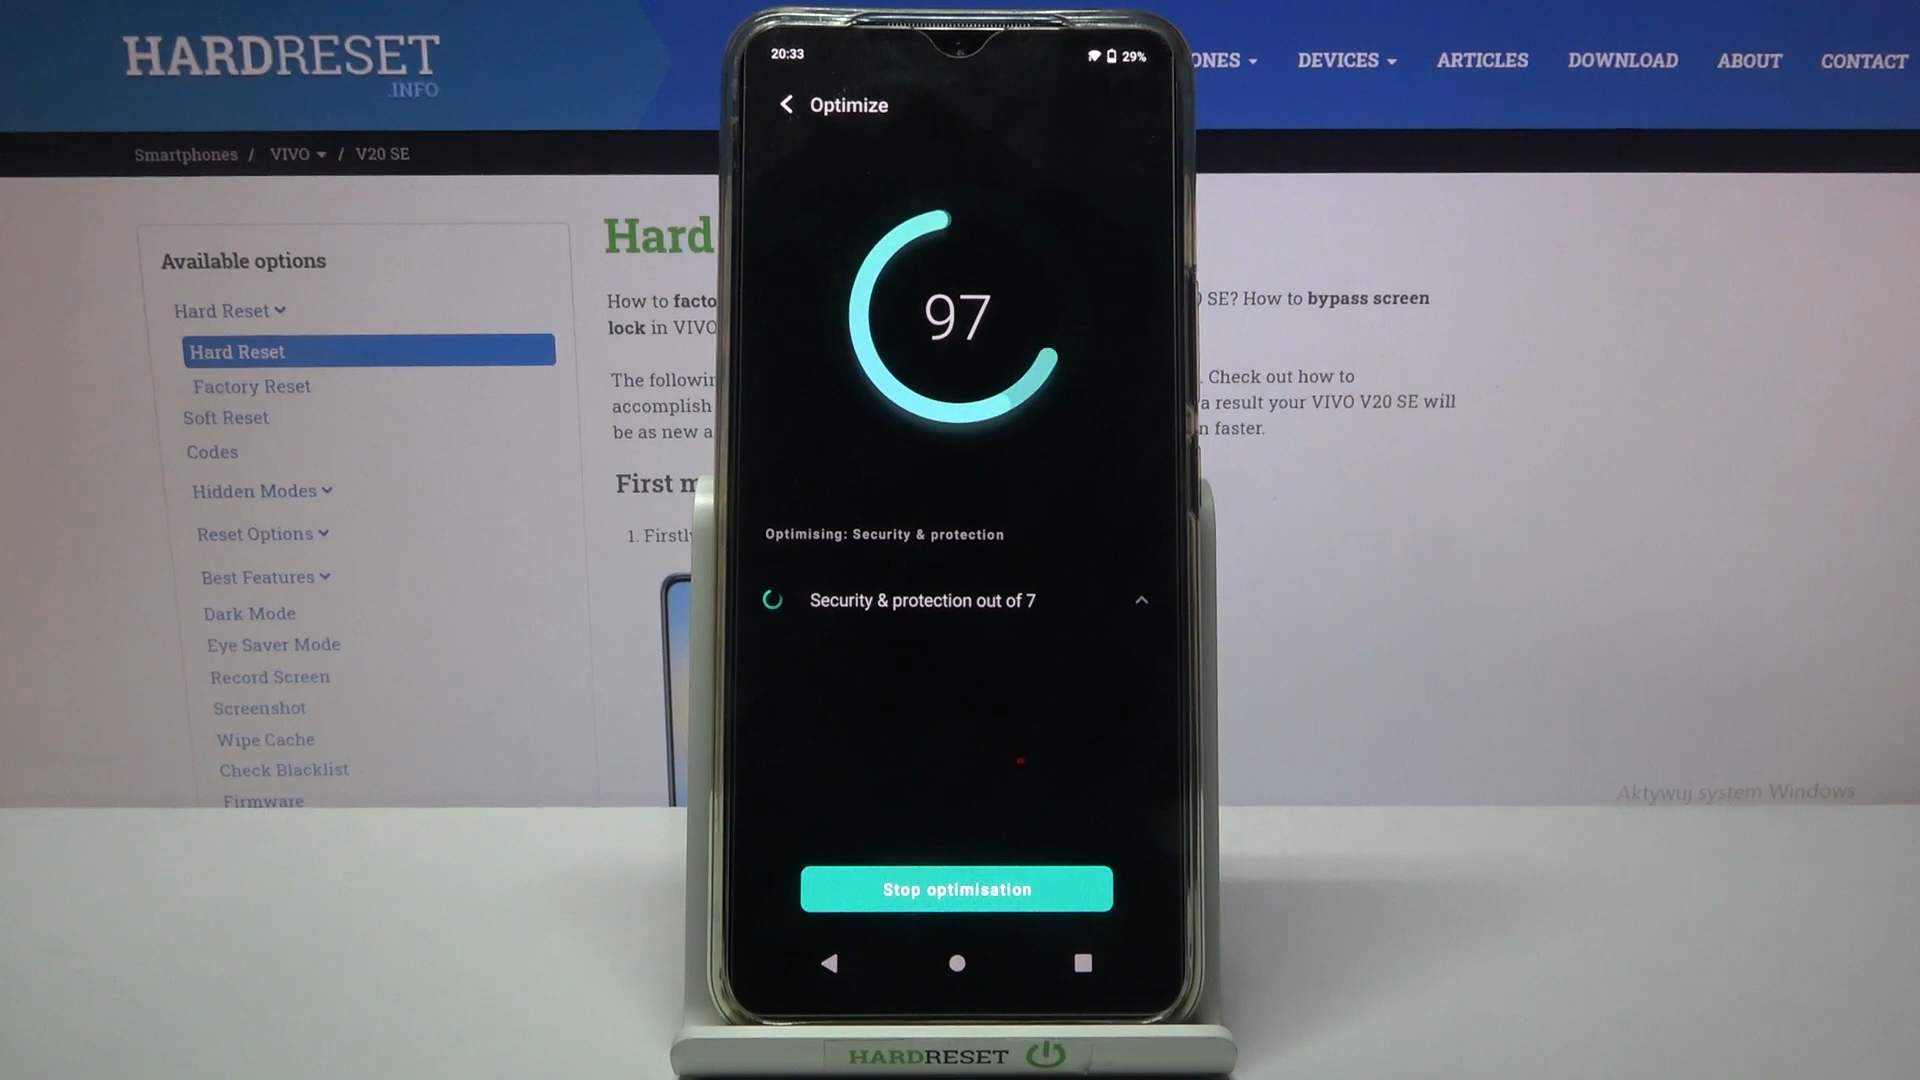 HARDRESET
.INFO
ONES
DEVICES
ARTICLES
DOWNLOAD
ABOUT
CONTACT
Smartphones / VIVO / V20 SE
Available options
Hard Reset
Hard Reset
Factory Reset
Soft Reset
Codes
Hidden Modes
Reset Options
Best Features
Dark Mode
Eye Saver Mode
Record Screen
Screenshot
Wipe Cache
Check Blacklist
Firmware
Hard
How to facto
SE? How to bypass screen
lock in VIVO
The followin
. Check out how to
accomplish
a result your VIVO V20 SE will
be as new a
n faster.
First m
1. Firstl
20:33
29%
Optimize
97
Optimising: Security & protection
Security & protection out of 7
Stop optimisation
Aktywuj system Windows
HARDRESET